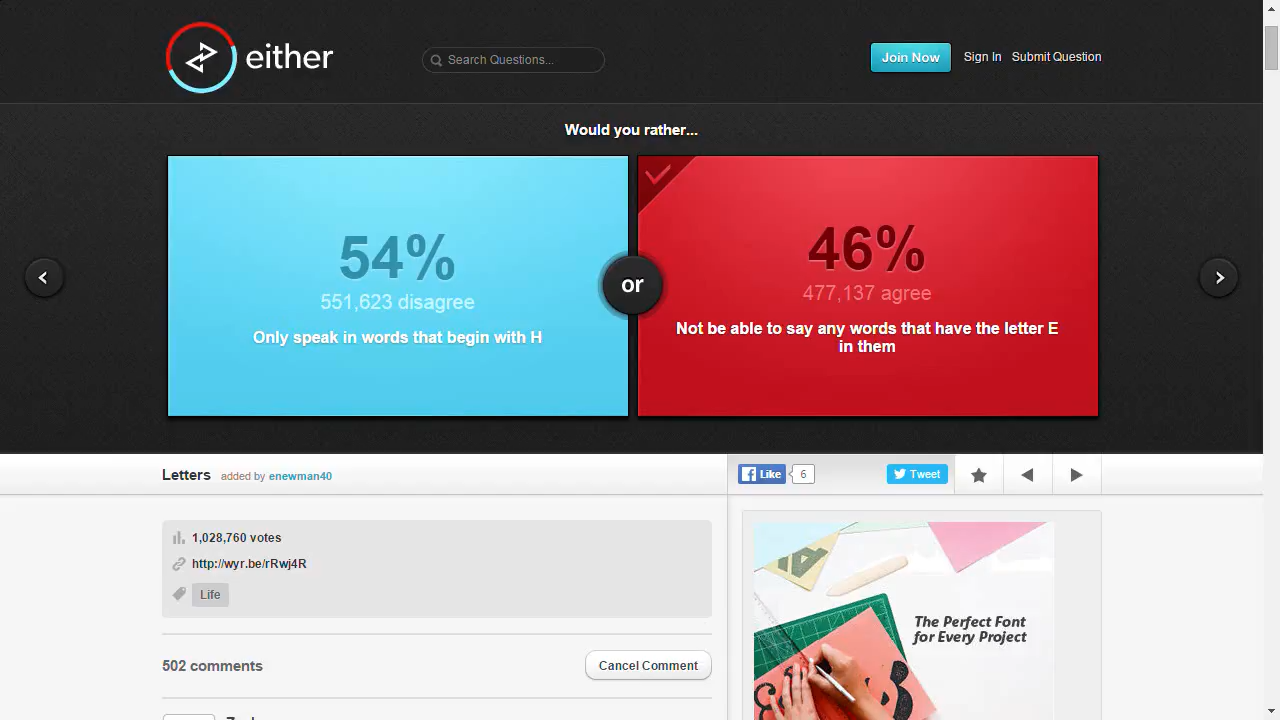 either
Search Questions...
Join Now
Sign In
Submit Question
Would you rather...
54%
551,623 disagree
Only speak in words that begin with H
or
46%
477,137 agree
Not be able to say any words that have the letter E
in them
Letters added by enewman40
Like
6
Tweet
1,028,760 votes
http://wyr.be/rRwj4R
Life
502 comments
Cancel Comment
The Perfect Font
for Every Project